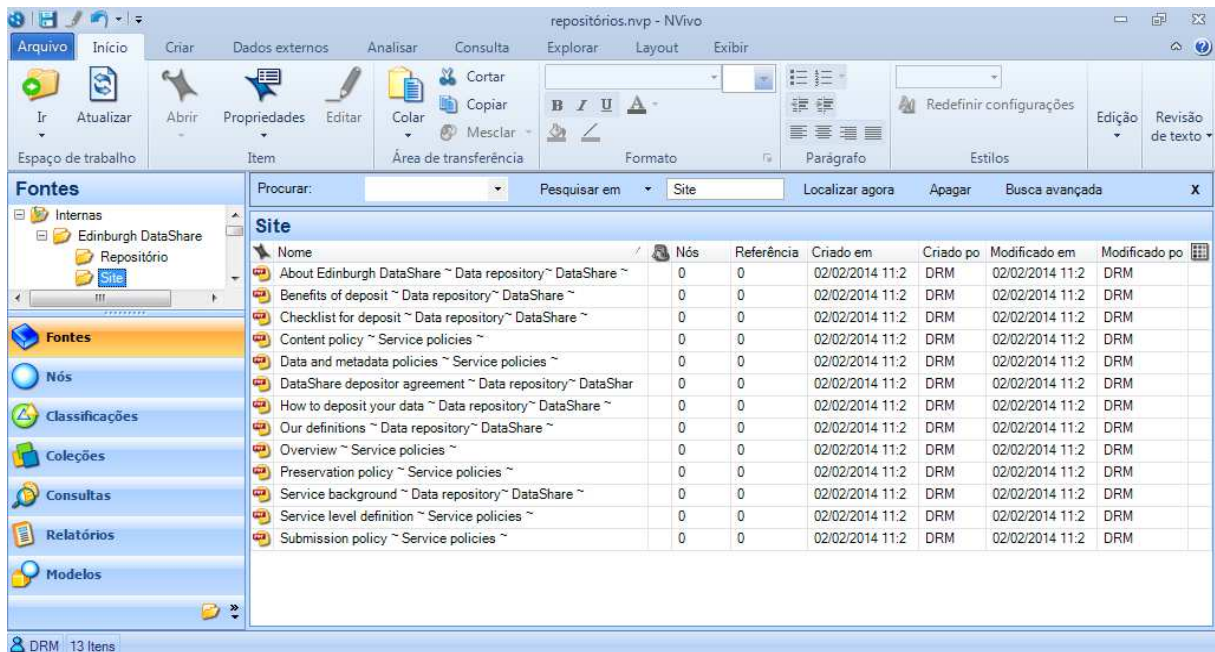 repositórios.nvp - NVivo
Arquivo Início Criar Dados externos Analisar Consulta Explorar Layout Exibir
Ir Atualizar Abrir Propriedades Editar Colar Cortar Copiar Mesclar
B I U A Redefinir configurações Edição Revisão de texto
Espaço de trabalho Item Área de transferência Formato Parágrafo Estilos
Fontes
Procurar: Pesquisar em Site Localizar agora Apagar Busca avançada X
Internas
Edinburgh DataShare
Repositório
Site
Fontes
Nós
Classificações
Coleções
Consultas
Relatórios
Modelos
Site
Nome Nós Referência Criado em Criado po Modificado em Modificado po
About Edinburgh DataShare ~ Data repository~ DataShare ~ 0 0 02/02/2014 11:2 DRM 02/02/2014 11:2 DRM
Benefits of deposit ~ Data repository~ DataShare ~ 0 0 02/02/2014 11:2 DRM 02/02/2014 11:2 DRM
Checklist for deposit ~ Data repository~ DataShare ~ 0 0 02/02/2014 11:2 DRM 02/02/2014 11:2 DRM
Content policy ~ Service policies ~ 0 0 02/02/2014 11:2 DRM 02/02/2014 11:2 DRM
Data and metadata policies ~ Service policies ~ 0 0 02/02/2014 11:2 DRM 02/02/2014 11:2 DRM
DataShare depositor agreement ~ Data repository~ DataShar 0 0 02/02/2014 11:2 DRM 02/02/2014 11:2 DRM
How to deposit your data ~ Data repository~ DataShare ~ 0 0 02/02/2014 11:2 DRM 02/02/2014 11:2 DRM
Our definitions ~ Data repository~ DataShare ~ 0 0 02/02/2014 11:2 DRM 02/02/2014 11:2 DRM
Overview ~ Service policies ~ 0 0 02/02/2014 11:2 DRM 02/02/2014 11:2 DRM
Preservation policy ~ Service policies ~ 0 0 02/02/2014 11:2 DRM 02/02/2014 11:2 DRM
Service background ~ Data repository~ DataShare ~ 0 0 02/02/2014 11:2 DRM 02/02/2014 11:2 DRM
Service level definition ~ Service policies ~ 0 0 02/02/2014 11:2 DRM 02/02/2014 11:2 DRM
Submission policy ~ Service policies ~ 0 0 02/02/2014 11:2 DRM 02/02/2014 11:2 DRM
DRM 13 Itens